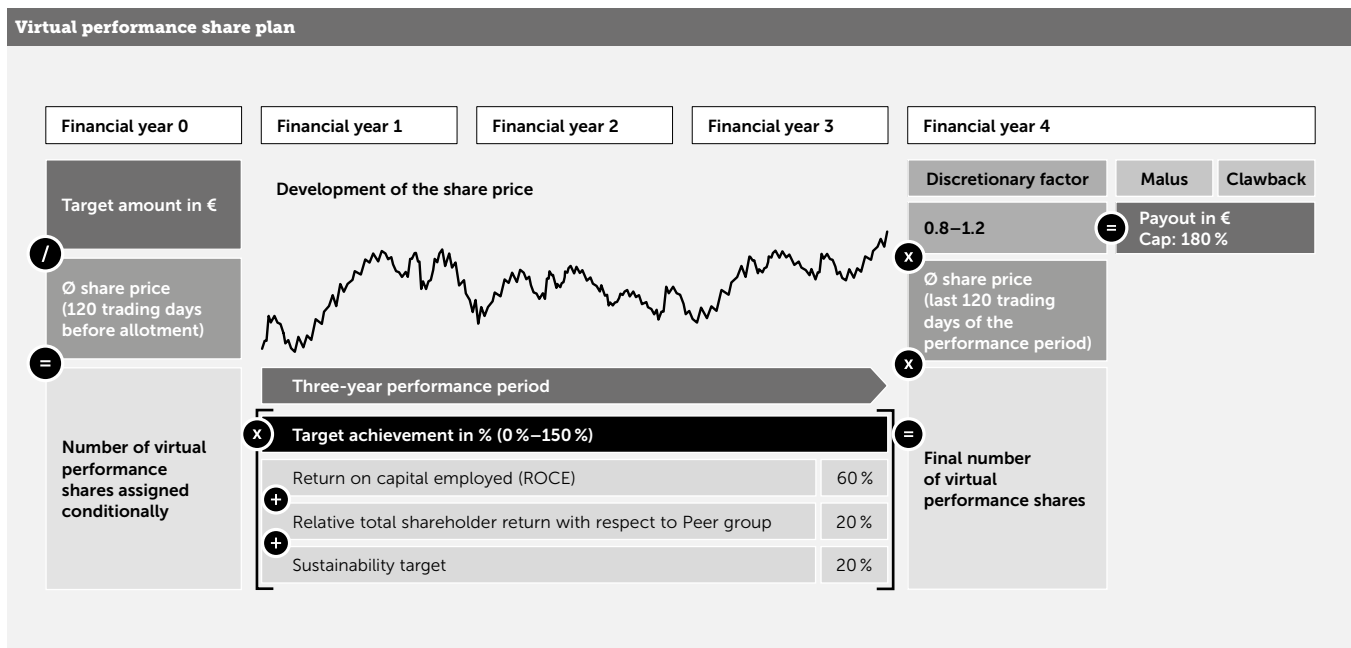 Virtual performance share plan
Financial year 0
Financial year 1
Financial year 2
Financial year 3
Financial year 4
Target amount in €
/
Ø share price
(120 trading days
before allotment)
=
Number of virtual
performance
shares assigned
conditionally
Development of the share price
Three-year performance period
x
Target achievement in % (0 %–150 %)
=
Return on capital employed (ROCE)
60 %
+
Relative total shareholder return with respect to Peer group
20 %
+
Sustainability target
20 %
Discretionary factor
Malus
Clawback
0.8–1.2
=
Payout in €
Cap: 180 %
x
Ø share price
(last 120 trading
days of the
performance period)
x
Final number
of virtual
performance shares